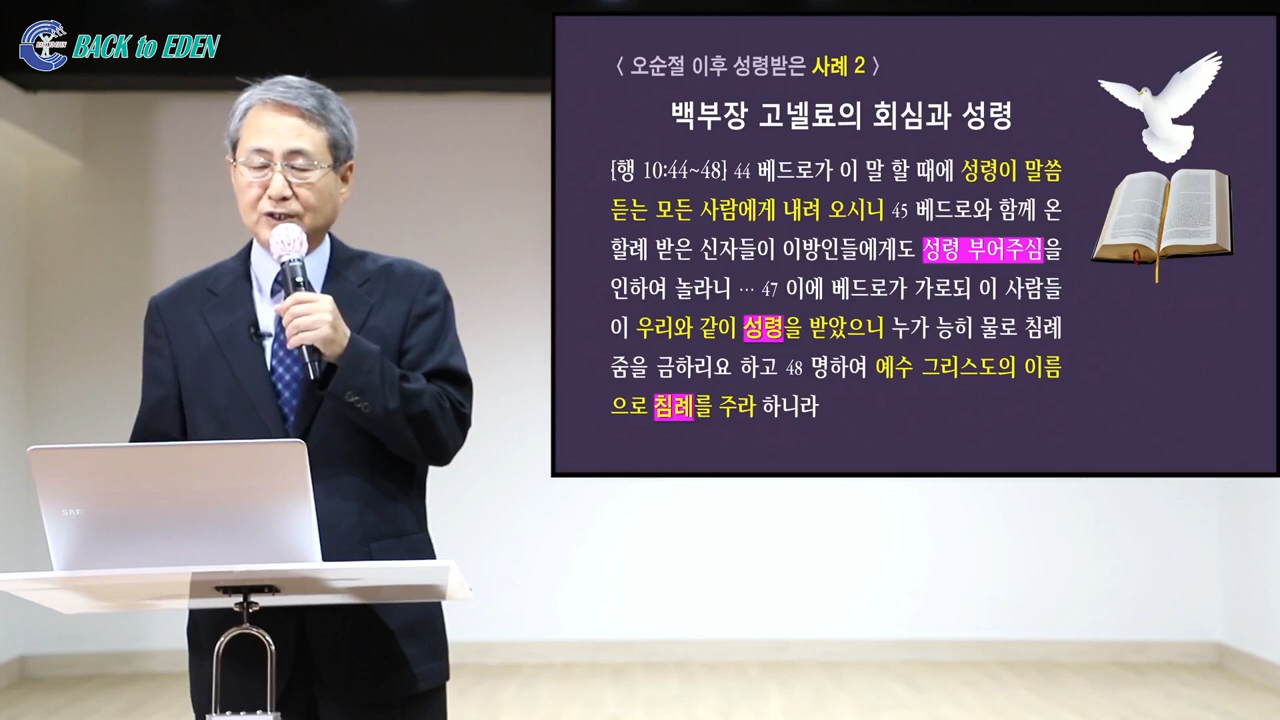 BACK to EDEN
< 오순절 이후 성령받은 사례 2 >
백부장 고넬료의 회심과 성령
{행 10:44~48} 44 베드로가 이 말 할 때에 성령이 말씀
듣는 모든 사람에게 내려 오시니 45 베드로와 함께 온
할례 받은 신자들이 이방인들에게도 성령 부어주심을
인하여 놀라니 … 47 이에 베드로가 가로되 이 사람들
이 우리와 같이 성령을 받았으니 누가 능히 물로 침례
줌을 금하리요 하고 48 명하여 예수 그리스도의 이름
으로 침례를 주라 하니라